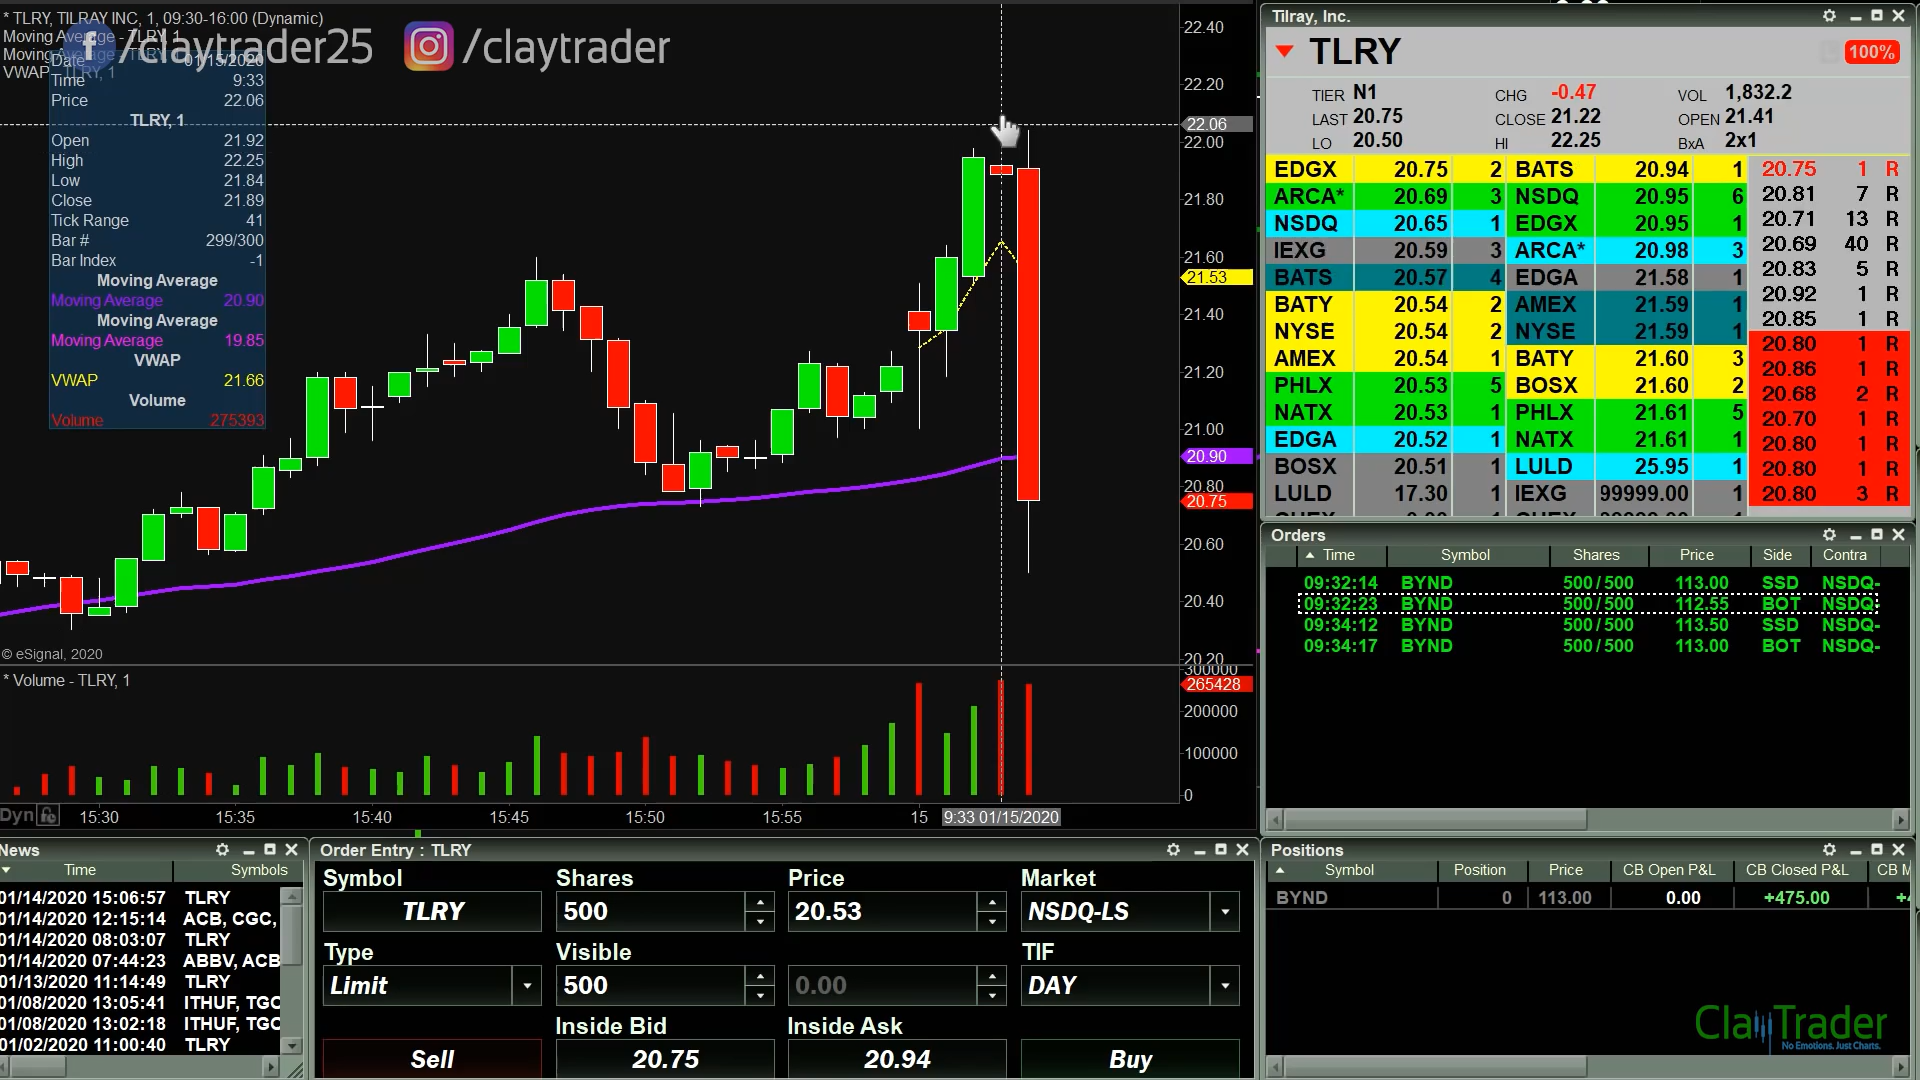 * TLRY, TILRAY INC, 1, 09:30-16:00 (Dynamic)
Moving Average - TLRY, 1
VWAP - TLRY, 1
f /claytrader25 /claytrader
Date 01/15/2020
Time 9:33
Price 22.06
TLRY, 1
Open 21.92
High 22.25
Low 21.84
Close 21.89
Tick Range 41
Bar # 299/300
Bar Index -1
Moving Average
Moving Average 20.90
Moving Average
Moving Average 19.85
VWAP
VWAP 21.66
Volume
Volume 275393
22.40
22.20
22.06
22.00
21.80
21.60
21.53
21.40
21.20
21.00
20.90
20.80
20.75
20.60
20.40
20.20
© eSignal, 2020
* Volume - TLRY, 1
300000
265428
200000
100000
0
Dyn 15:30 15:35 15:40 15:45 15:50 15:55 15 9:33 01/15/2020
Tilray, Inc.
TLRY 100%
TIER N1 CHG -0.47 VOL 1,832.2
LAST 20.75 CLOSE 21.22 OPEN 21.41
LO 20.50 HI 22.25 BxA 2x1
EDGX 20.75 2 BATS 20.94 1
ARCA* 20.69 3 NSDQ 20.95 6
NSDQ 20.65 1 EDGX 20.95 1
IEXG 20.59 3 ARCA* 20.98 3
BATS 20.57 4 EDGA 21.58 1
BATY 20.54 2 AMEX 21.59 1
NYSE 20.54 2 NYSE 21.59 1
AMEX 20.54 1 BATY 21.60 3
PHLX 20.53 5 BOSX 21.60 2
NATX 20.53 1 PHLX 21.61 5
EDGA 20.52 1 NATX 21.61 1
BOSX 20.51 1 LULD 25.95 1
LULD 17.30 1 IEXG 99999.00 1
20.75 1 R
20.81 7 R
20.71 13 R
20.69 40 R
20.83 5 R
20.92 1 R
20.85 1 R
20.80 1 R
20.86 1 R
20.68 2 R
20.70 1 R
20.80 1 R
20.80 1 R
20.80 3 R
Orders
Time Symbol Shares Price Side Contra
09:32:14 BYND 500/500 113.00 SSD NSDQ-
09:32:23 BYND 500/500 112.55 BOT NSDQ-
09:34:12 BYND 500/500 113.50 SSD NSDQ-
09:34:17 BYND 500/500 113.00 BOT NSDQ-
News
Time Symbols
01/14/2020 15:06:57 TLRY
01/14/2020 12:15:14 ACB, CGC,
01/14/2020 08:03:07 TLRY
01/14/2020 07:44:23 ABBV, ACB
01/13/2020 11:14:49 TLRY
01/08/2020 13:05:41 ITHUF, TGO
01/08/2020 13:02:18 ITHUF, TGO
01/02/2020 11:00:40 TLRY
Order Entry : TLRY
Symbol Shares Price Market
TLRY 500 20.53 NSDQ-LS
Type Visible TIF
Limit 500 0.00 DAY
Inside Bid Inside Ask
Sell 20.75 20.94 Buy
Positions
Symbol Position Price CB Open P&L CB Closed P&L CB M
BYND 0 113.00 0.00 +475.00
ClayTrader
No Emotions. Just Charts.